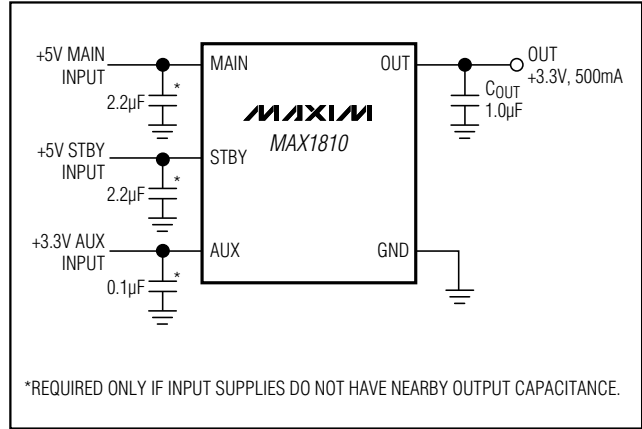 +5V MAIN
INPUT
*
2.2µF
MAIN
OUT
OUT
+3.3V, 500mA
COUT
1.0µF
MAXIM
MAX1810
+5V STBY
INPUT
*
2.2µF
STBY
+3.3V AUX
INPUT
*
0.1µF
AUX
GND
*REQUIRED ONLY IF INPUT SUPPLIES DO NOT HAVE NEARBY OUTPUT CAPACITANCE.